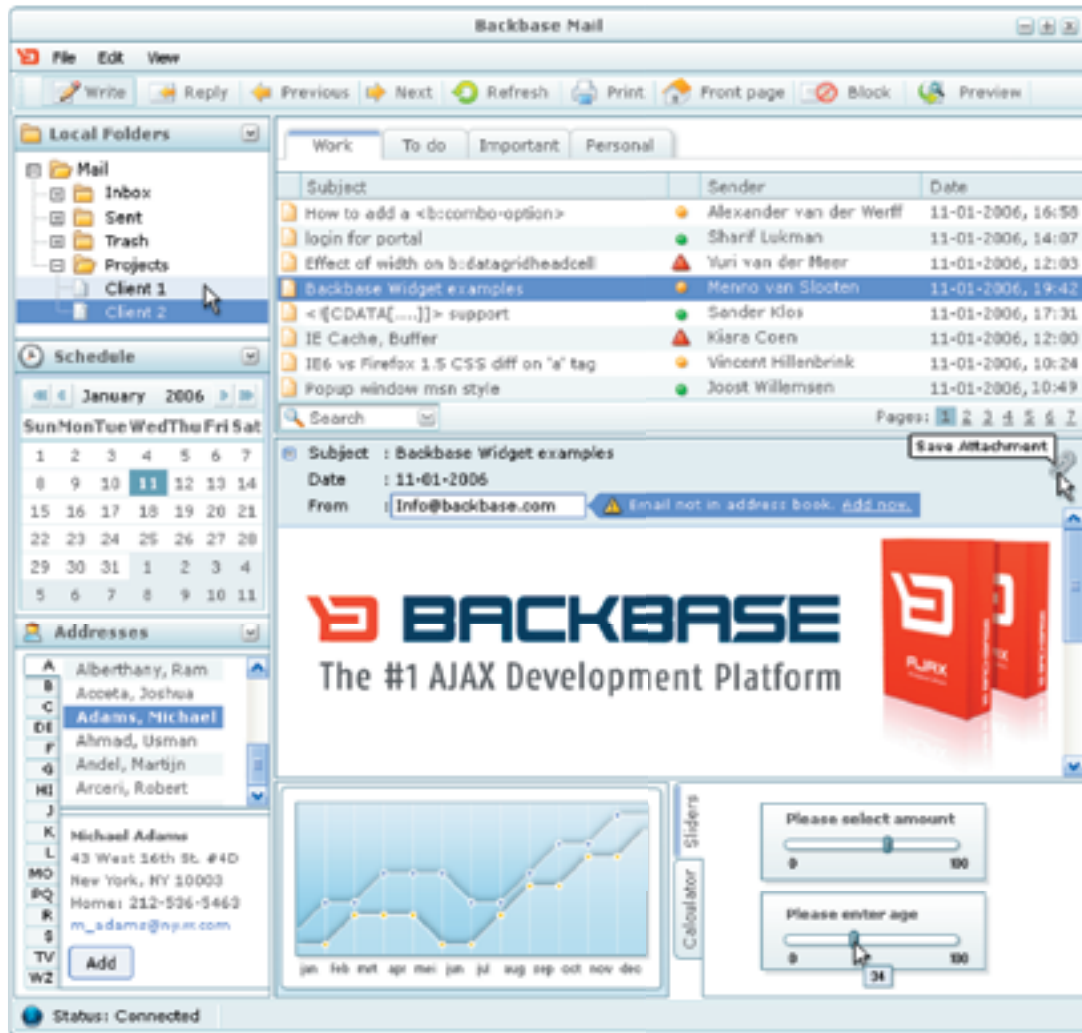 Backbase Mail
File Edit View
Write Reply Previous Next Refresh Print Front page Block Preview
Local Folders
Mail
Inbox
Sent
Trash
Projects
Client 1
Client 2
Work To do Important Personal
Subject Sender Date
How to add a <b:combo-option> Alexander van der Werff 11-01-2006, 16:58
login for portal Sharif Lukman 11-01-2006, 14:07
Effect of width on b:datagridheadcell Yuri van der Meer 11-01-2006, 12:03
Backbase Widget examples Menno van Slooten 11-01-2006, 19:42
<![CDATA[....]]> support Sander Klos 11-01-2006, 17:31
IE Cache, Buffer Kiara Coen 11-01-2006, 12:00
IE6 vs Firefox 1.5 CSS diff on 'a' tag Vincent Hillenbrink 11-01-2006, 10:24
Popup window msn style Joost Willemsen 11-01-2006, 10:49
Search Pages: 1 2 3 4 5 6 7
Schedule
January 2006
Sun Mon Tue Wed Thu Fri Sat
1 2 3 4 5 6 7
8 9 10 11 12 13 14
15 16 17 18 19 20 21
22 23 24 25 26 27 28
29 30 31 1 2 3 4
5 6 7 8 9 10 11
Save Attachment
Subject : Backbase Widget examples
Date : 11-01-2006
From : Info@backbase.com Email not in address book. Add now.
BACKBASE
The #1 AJAX Development Platform
AJAX
Addresses
A
B
C
DE
F
G
HI
J
K
L
MO
PQ
R
S
TV
WZ
Alberthany, Ram
Acceta, Joshua
Adams, Michael
Ahmad, Usman
Andel, Martijn
Arceri, Robert
Michael Adams
43 West 16th St. #4D
New York, NY 10003
Home: 212-536-5463
Add
jan feb mrt apr mei jun jul aug sep oct nov dec
Sliders
Calculator
Please select amount
0 100
Please enter age
0 100
34
Status: Connected